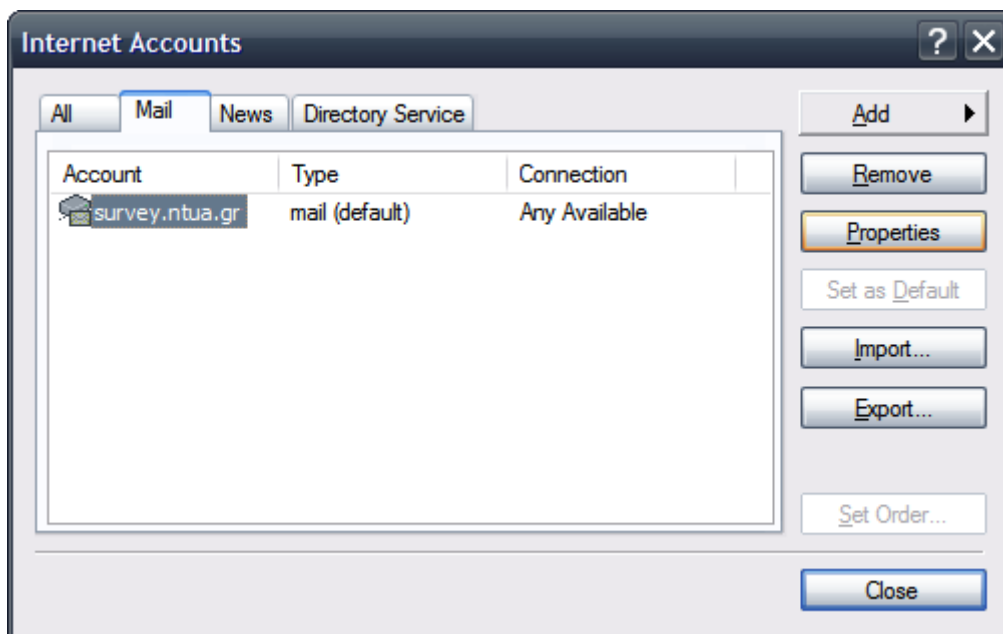 Internet Accounts
All Mail News Directory Service
Add
Account Type Connection
Remove
survey.ntua.gr mail (default) Any Available
Properties
Set as Default
Import...
Export...
Set Order...
Close